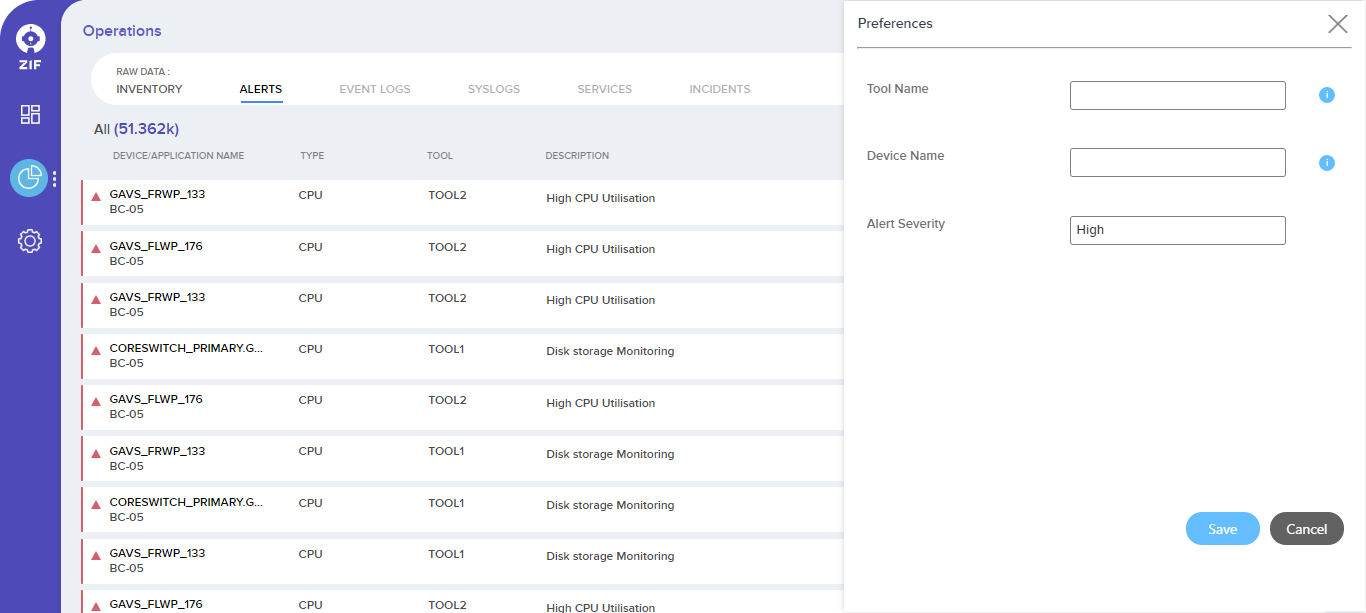 ZIF
Operations
RAW DATA :
INVENTORY ALERTS EVENT LOGS SYSLOGS SERVICES INCIDENTS
All (51.362k)
DEVICE/APPLICATION NAME TYPE TOOL DESCRIPTION
GAVS_FRWP_133 CPU TOOL2 High CPU Utilisation
BC-05
GAVS_FLWP_176 CPU TOOL2 High CPU Utilisation
BC-05
GAVS_FRWP_133 CPU TOOL2 High CPU Utilisation
BC-05
CORESWITCH_PRIMARY.G... CPU TOOL1 Disk storage Monitoring
BC-05
GAVS_FLWP_176 CPU TOOL2 High CPU Utilisation
BC-05
GAVS_FRWP_133 CPU TOOL1 Disk storage Monitoring
BC-05
CORESWITCH_PRIMARY.G... CPU TOOL1 Disk storage Monitoring
BC-05
GAVS_FRWP_133 CPU TOOL1 Disk storage Monitoring
BC-05
GAVS_FLWP_176 CPU TOOL2 High CPU Utilisation
Preferences
Tool Name i
Device Name i
Alert Severity High
Save Cancel